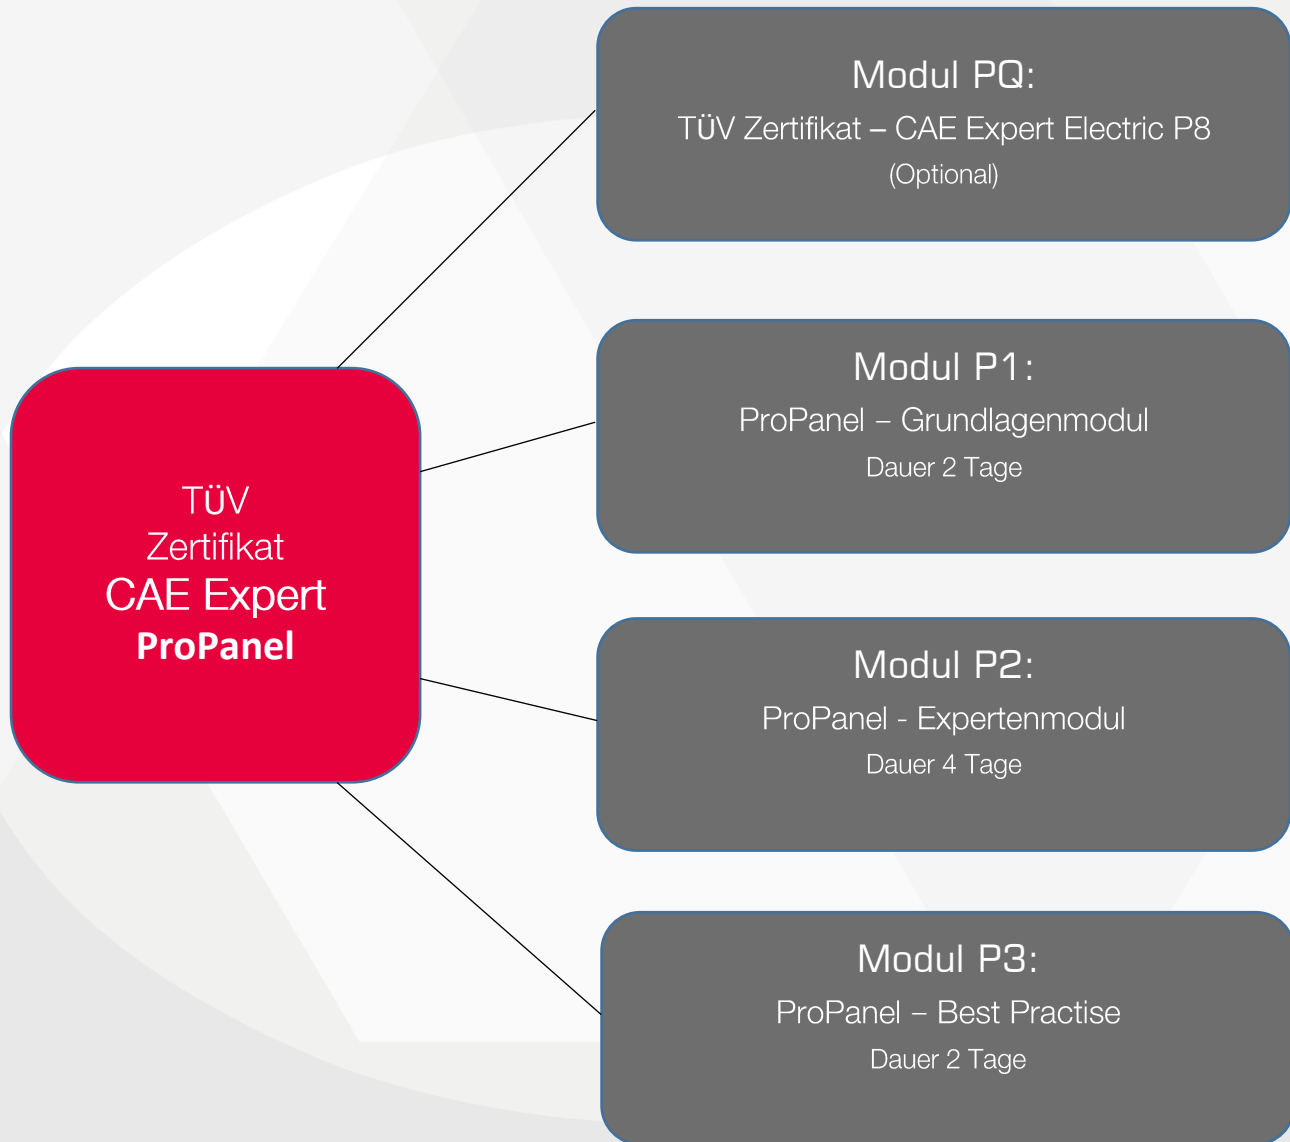 Modul PQ:
TÜV Zertifikat – CAE Expert Electric P8
(Optional)
Modul P1:
ProPanel – Grundlagenmodul
Dauer 2 Tage
TÜV
Zertifikat
CAE Expert
ProPanel
Modul P2:
ProPanel - Expertenmodul
Dauer 4 Tage
Modul P3:
ProPanel – Best Practise
Dauer 2 Tage